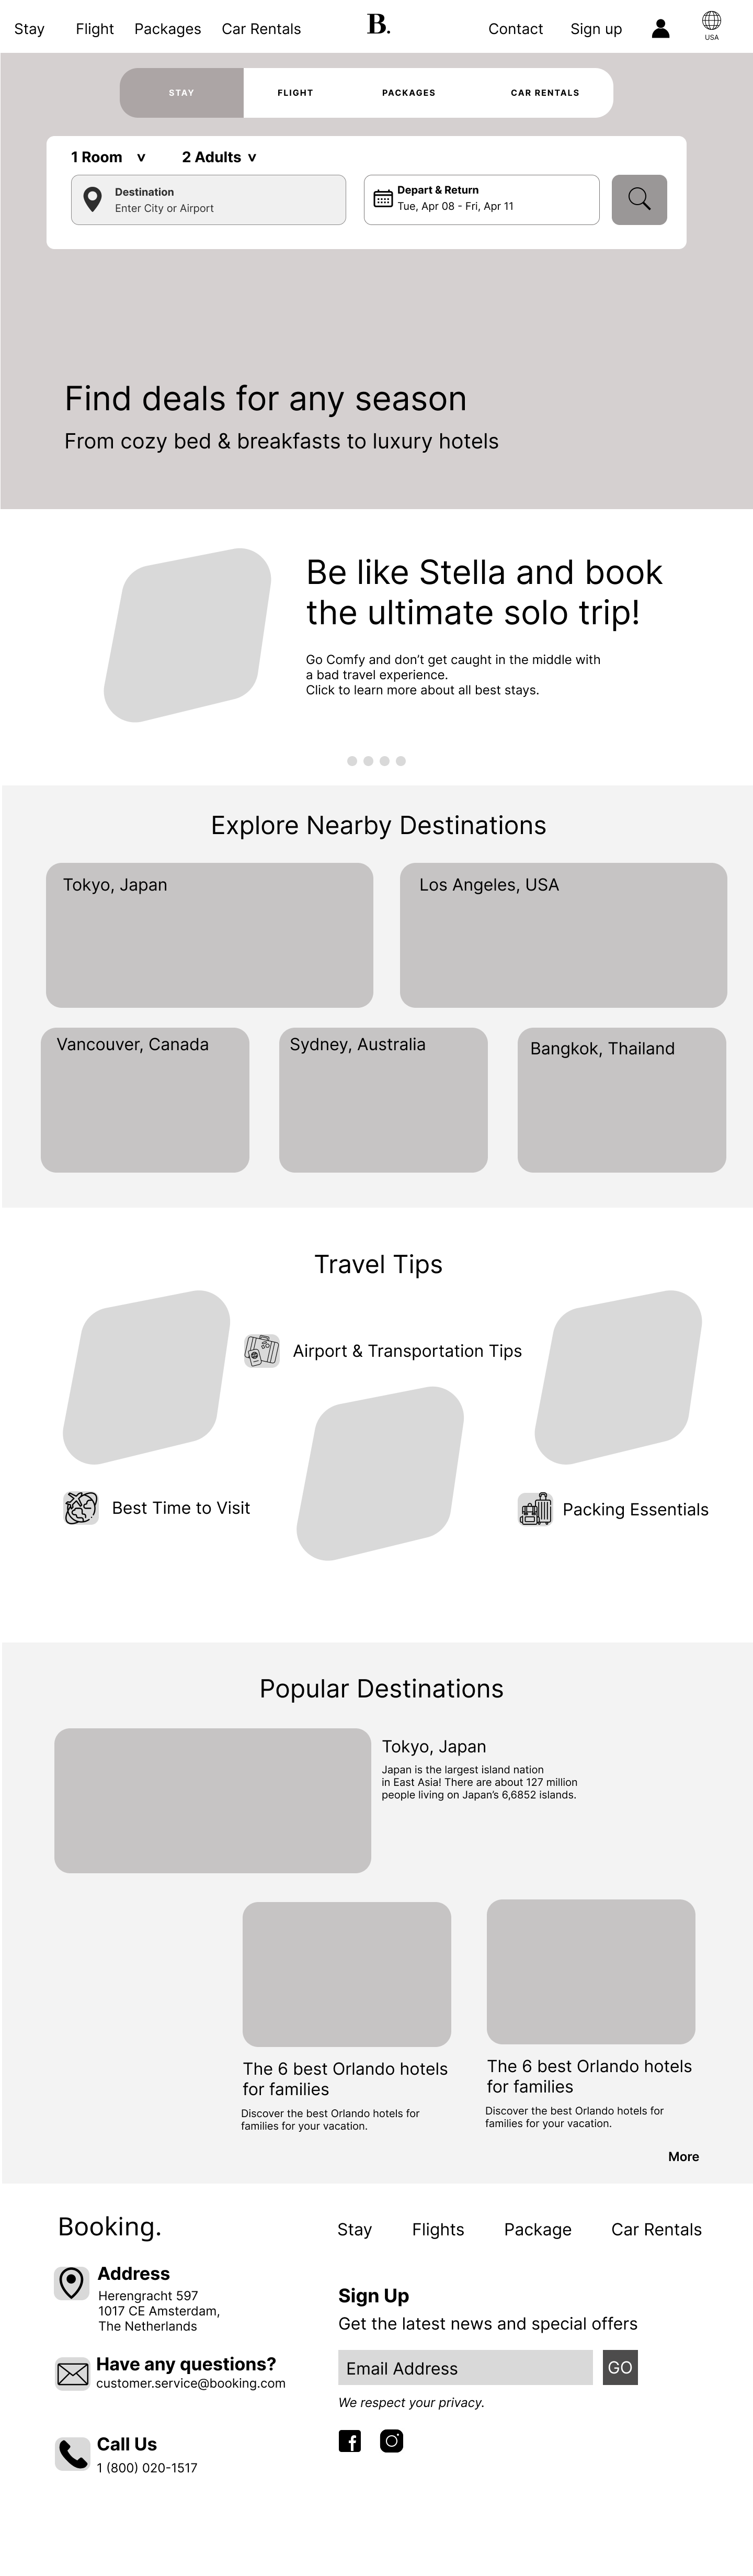 Stay Flight Packages Car Rentals B. Contact Sign up
USA
STAY FLIGHT PACKAGES CAR RENTALS
1 Room v 2 Adults v
Destination
Enter City or Airport
Depart & Return
Tue, Apr 08 - Fri, Apr 11
Find deals for any season
From cozy bed & breakfasts to luxury hotels
Be like Stella and book
the ultimate solo trip!
Go Comfy and don't get caught in the middle with
a bad travel experience.
Click to learn more about all best stays.
Explore Nearby Destinations
Tokyo, Japan
Los Angeles, USA
Vancouver, Canada
Sydney, Australia
Bangkok, Thailand
Travel Tips
Airport & Transportation Tips
Best Time to Visit
Packing Essentials
Popular Destinations
Tokyo, Japan
Japan is the largest island nation
in East Asia! There are about 127 million
people living on Japan's 6,6852 islands.
The 6 best Orlando hotels
for families
Discover the best Orlando hotels for
families for your vacation.
The 6 best Orlando hotels
for families
Discover the best Orlando hotels for
families for your vacation.
More
Booking.
Stay Flights Package Car Rentals
Address
Herengracht 597
1017 CE Amsterdam,
The Netherlands
Have any questions?
customer.service@booking.com
Call Us
1 (800) 020-1517
Sign Up
Get the latest news and special offers
Email Address
GO
We respect your privacy.